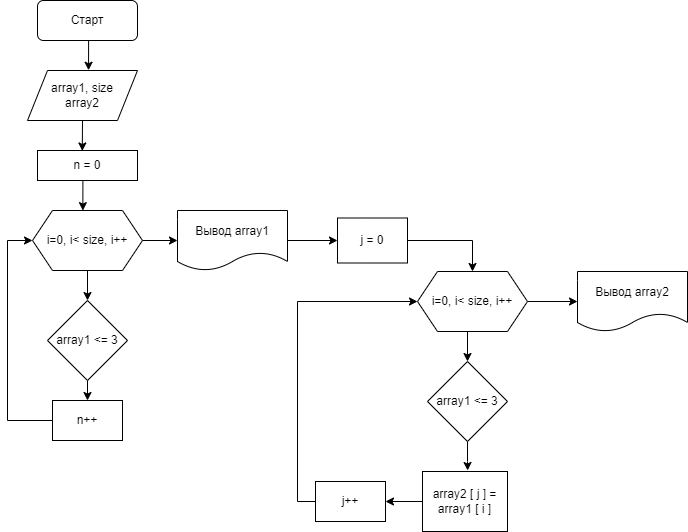 Старт
array1, size
array2
n = 0
i=0, i< size, i++
Вывод array1
j = 0
array1 <= 3
n++
i=0, i< size, i++
Вывод array2
array1 <= 3
array2 [ j ] =
array1 [ i ]
j++